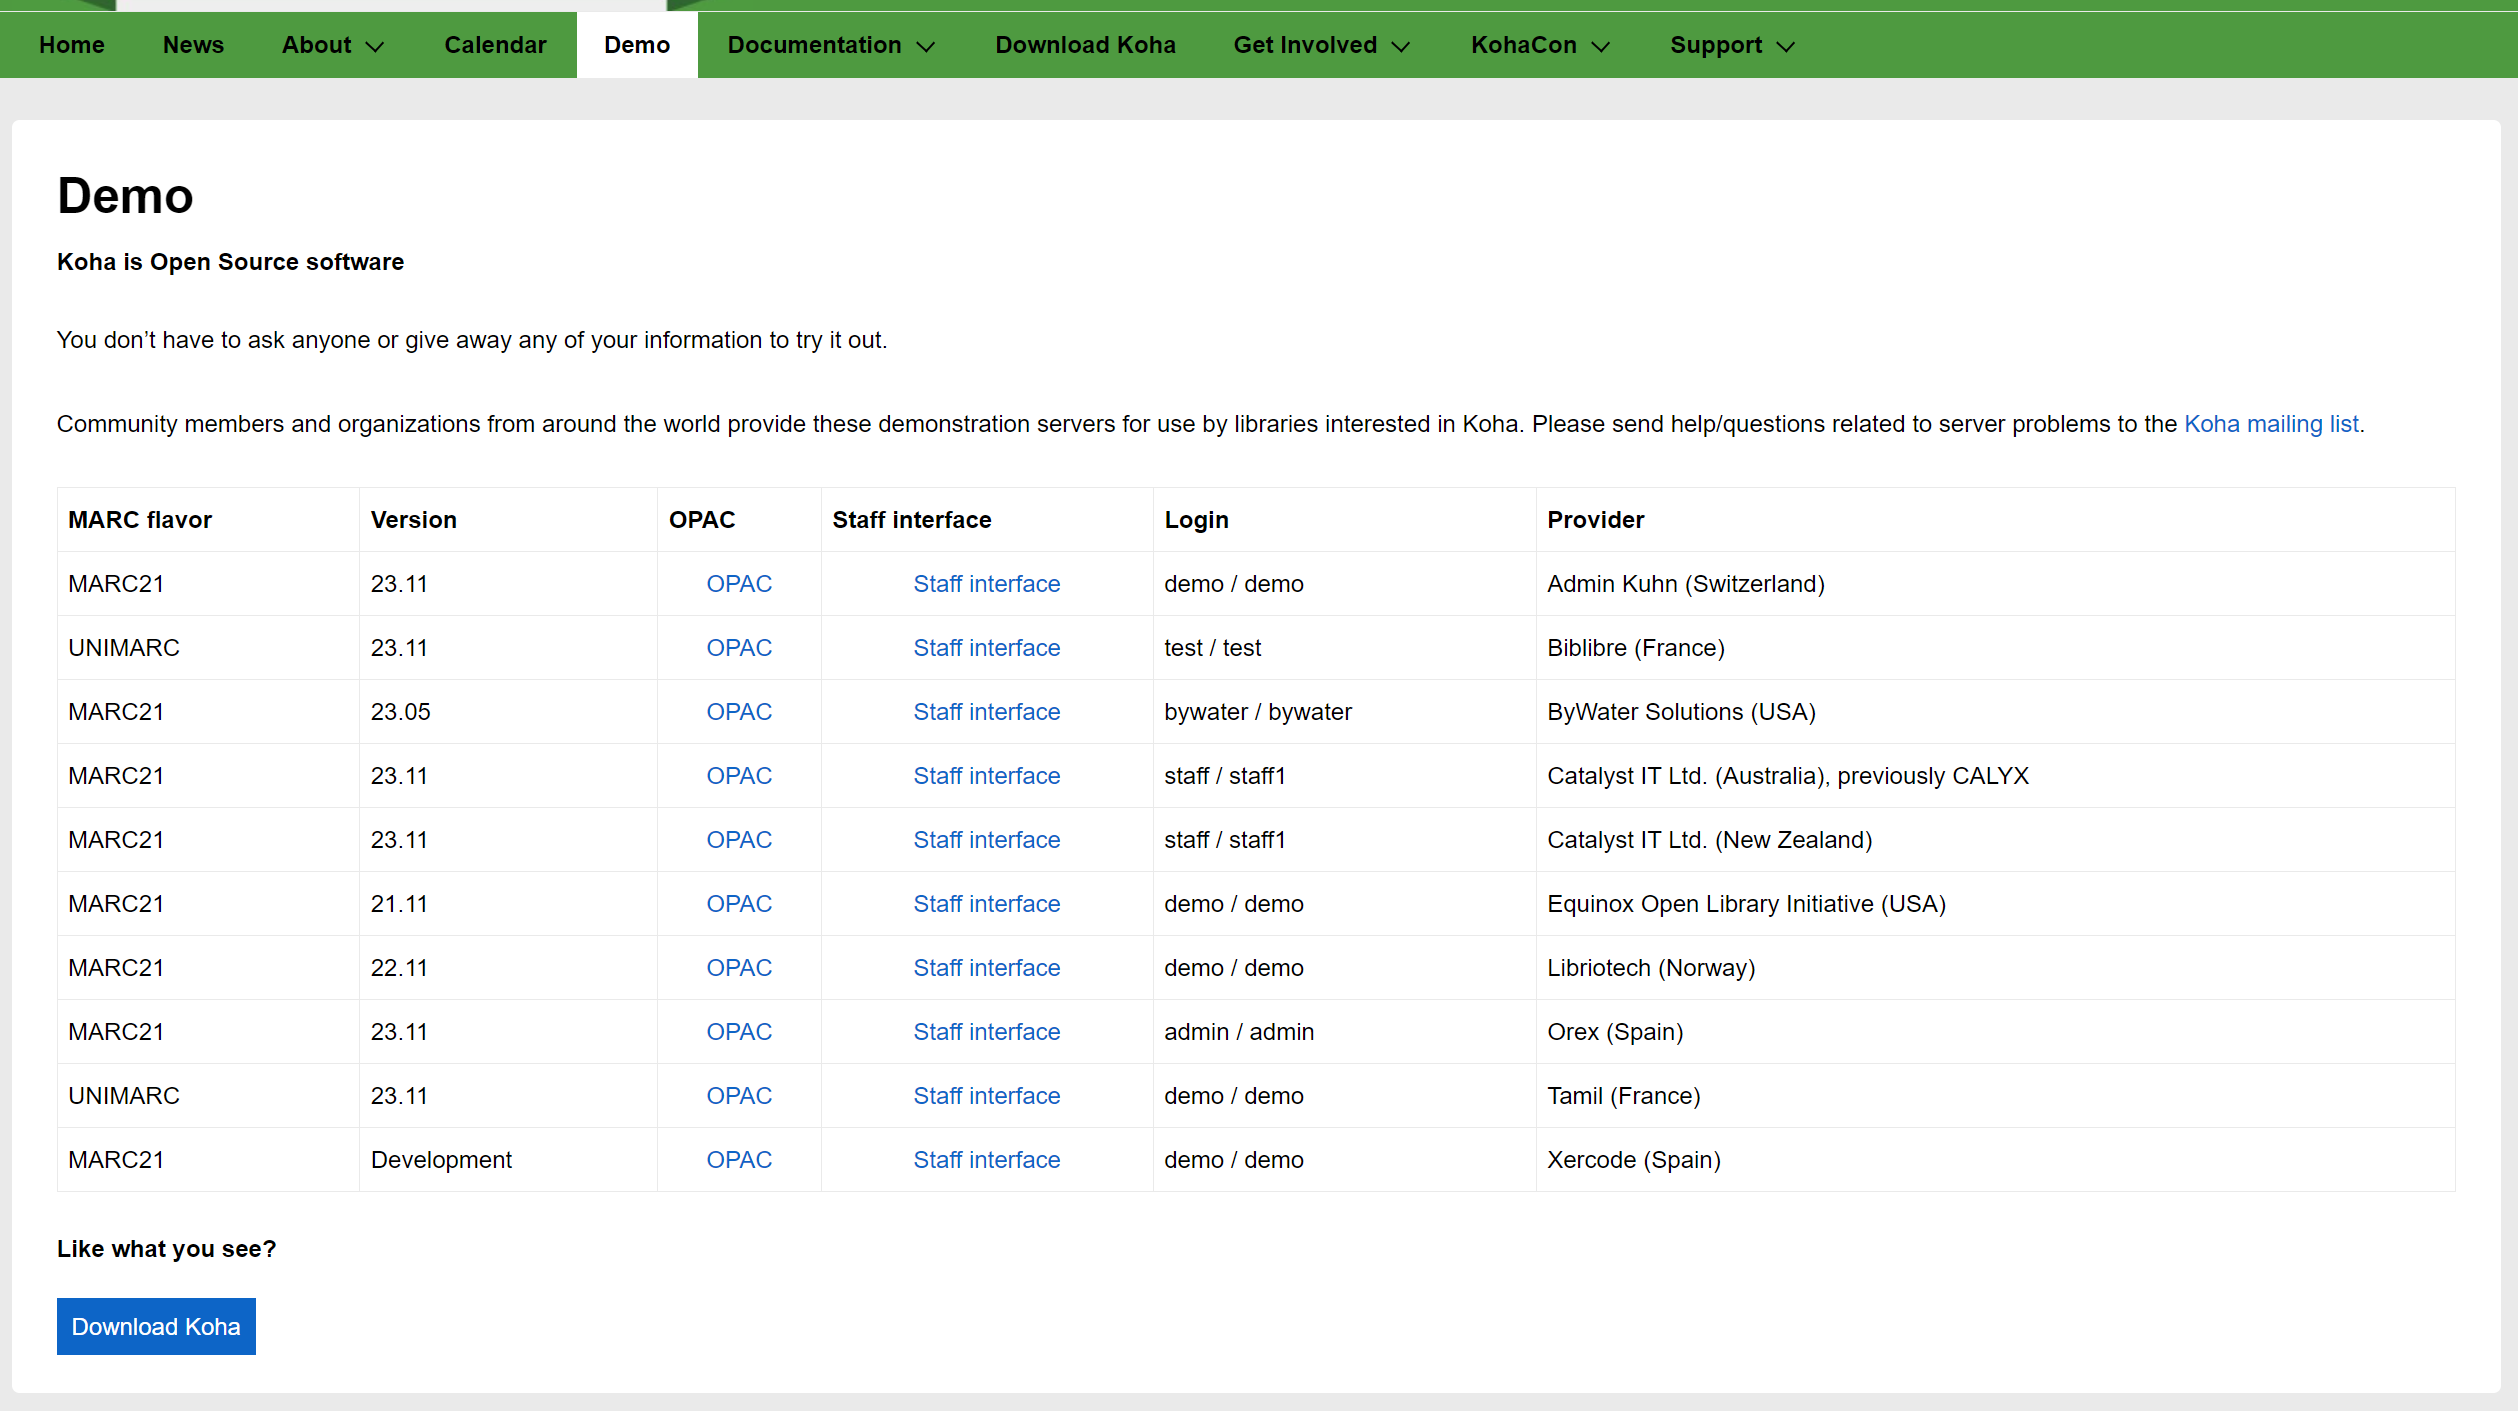 Home News About Calendar Demo Documentation Download Koha Get Involved KohaCon Support
Demo
Koha is Open Source software
You don’t have to ask anyone or give away any of your information to try it out.
Community members and organizations from around the world provide these demonstration servers for use by libraries interested in Koha. Please send help/questions related to server problems to the Koha mailing list.
MARC flavor Version OPAC Staff interface Login Provider
MARC21 23.11 OPAC Staff interface demo / demo Admin Kuhn (Switzerland)
UNIMARC 23.11 OPAC Staff interface test / test Biblibre (France)
MARC21 23.05 OPAC Staff interface bywater / bywater ByWater Solutions (USA)
MARC21 23.11 OPAC Staff interface staff / staff1 Catalyst IT Ltd. (Australia), previously CALYX
MARC21 23.11 OPAC Staff interface staff / staff1 Catalyst IT Ltd. (New Zealand)
MARC21 21.11 OPAC Staff interface demo / demo Equinox Open Library Initiative (USA)
MARC21 22.11 OPAC Staff interface demo / demo Libriotech (Norway)
MARC21 23.11 OPAC Staff interface admin / admin Orex (Spain)
UNIMARC 23.11 OPAC Staff interface demo / demo Tamil (France)
MARC21 Development OPAC Staff interface demo / demo Xercode (Spain)
Like what you see?
Download Koha